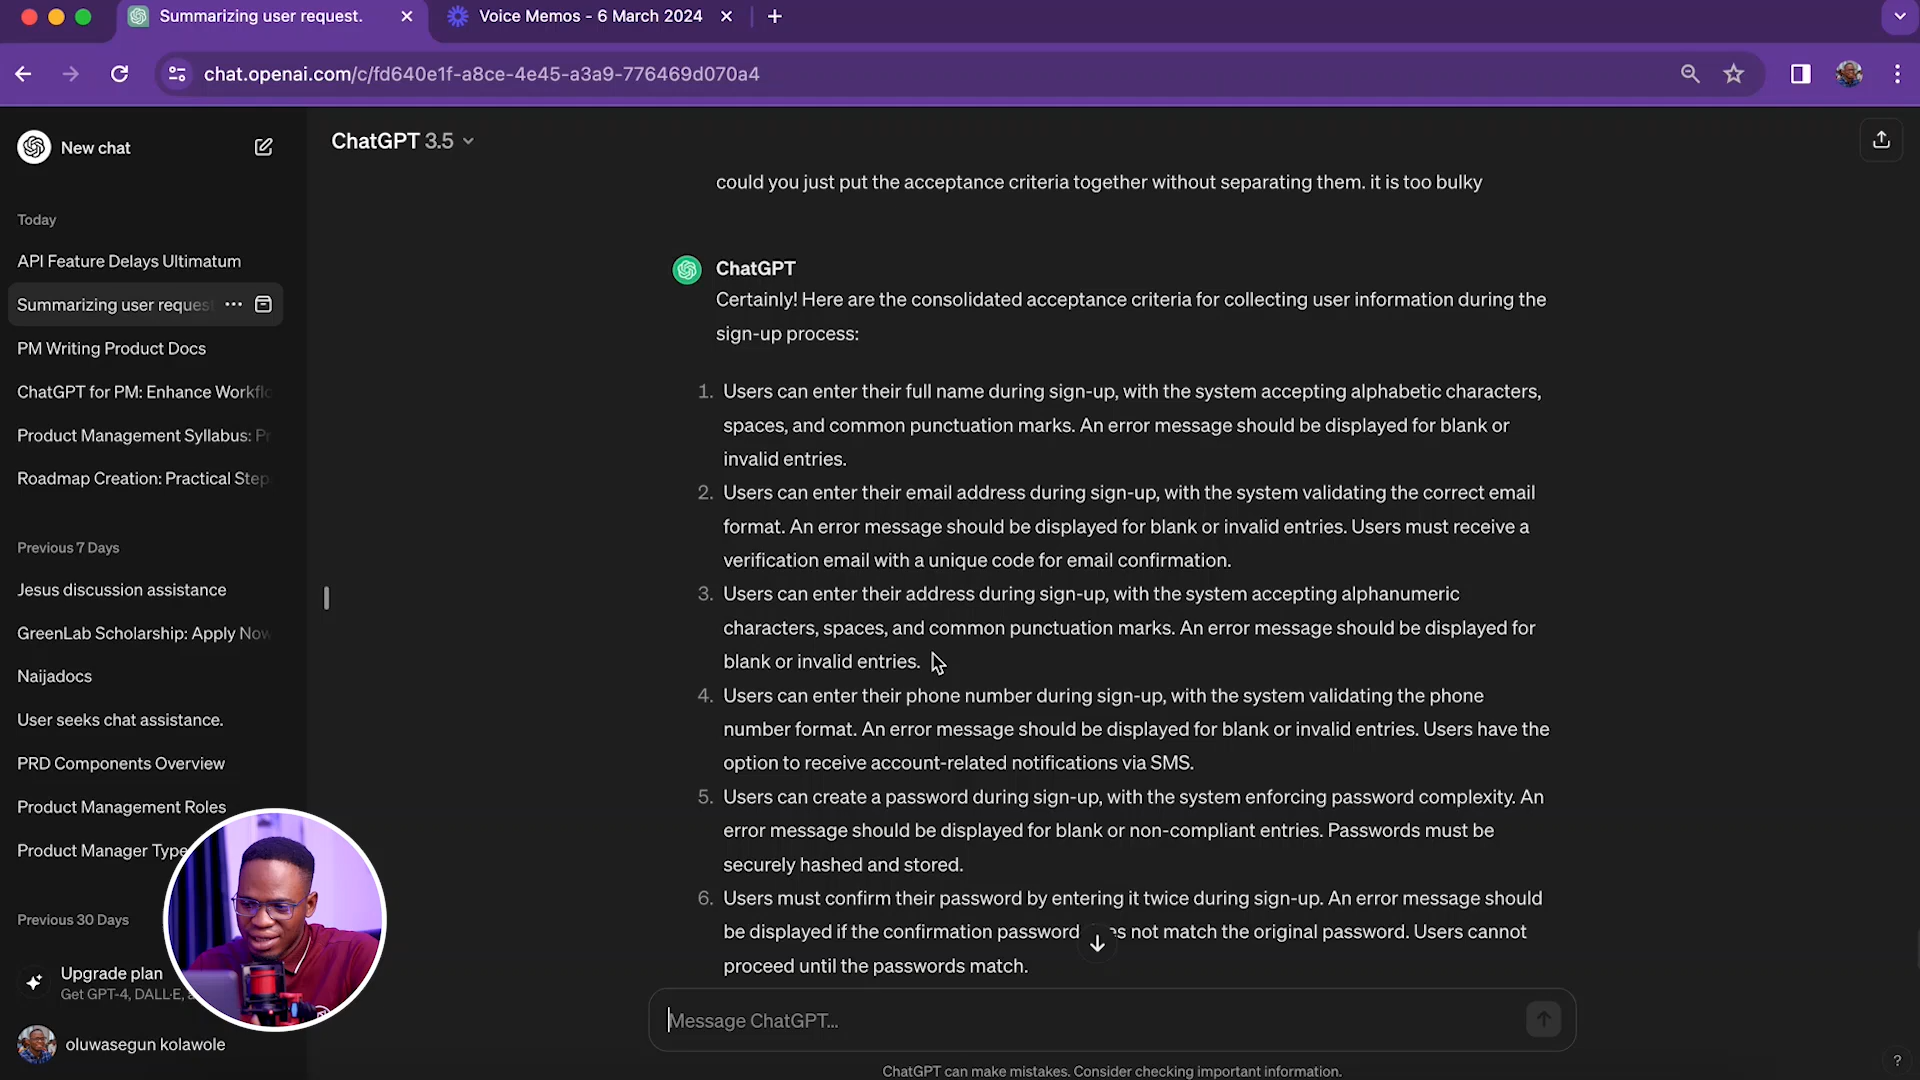 Summarizing user request.
Voice Memos - 6 March 2024
chat.openai.com/c/fd640e1f-a8ce-4e45-a3a9-776469d070a4
New chat
Today
API Feature Delays Ultimatum
Summarizing user reques
PM Writing Product Docs
ChatGPT for PM: Enhance Workflo
Product Management Syllabus: Pr
Roadmap Creation: Practical Step
Previous 7 Days
Jesus discussion assistance
GreenLab Scholarship: Apply Now
Naijadocs
User seeks chat assistance.
PRD Components Overview
Product Management Roles
Product Manager Type
Previous 30 Days
Upgrade plan
Get GPT-4, DALL·E, a
oluwasegun kolawole
ChatGPT 3.5
could you just put the acceptance criteria together without separating them. it is too bulky
ChatGPT
Certainly! Here are the consolidated acceptance criteria for collecting user information during the
sign-up process:
1. Users can enter their full name during sign-up, with the system accepting alphabetic characters,
spaces, and common punctuation marks. An error message should be displayed for blank or
invalid entries.
2. Users can enter their email address during sign-up, with the system validating the correct email
format. An error message should be displayed for blank or invalid entries. Users must receive a
verification email with a unique code for email confirmation.
3. Users can enter their address during sign-up, with the system accepting alphanumeric
characters, spaces, and common punctuation marks. An error message should be displayed for
blank or invalid entries.
4. Users can enter their phone number during sign-up, with the system validating the phone
number format. An error message should be displayed for blank or invalid entries. Users have the
option to receive account-related notifications via SMS.
5. Users can create a password during sign-up, with the system enforcing password complexity. An
error message should be displayed for blank or non-compliant entries. Passwords must be
securely hashed and stored.
6. Users must confirm their password by entering it twice during sign-up. An error message should
be displayed if the confirmation password es not match the original password. Users cannot
proceed until the passwords match.
Message ChatGPT...
ChatGPT can make mistakes. Consider checking important information.
?